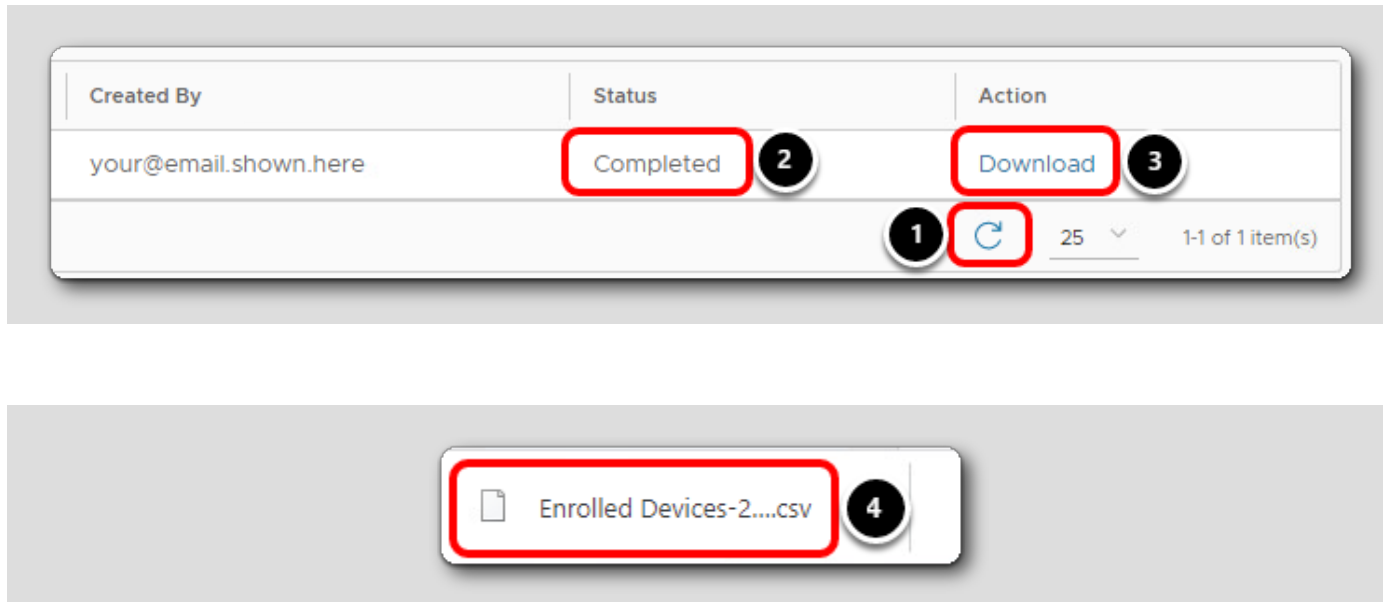 Created By Status Action
your@email.shown.here Completed 2 Download 3
1 25 1-1 of 1 item(s)
Enrolled Devices-2....csv 4